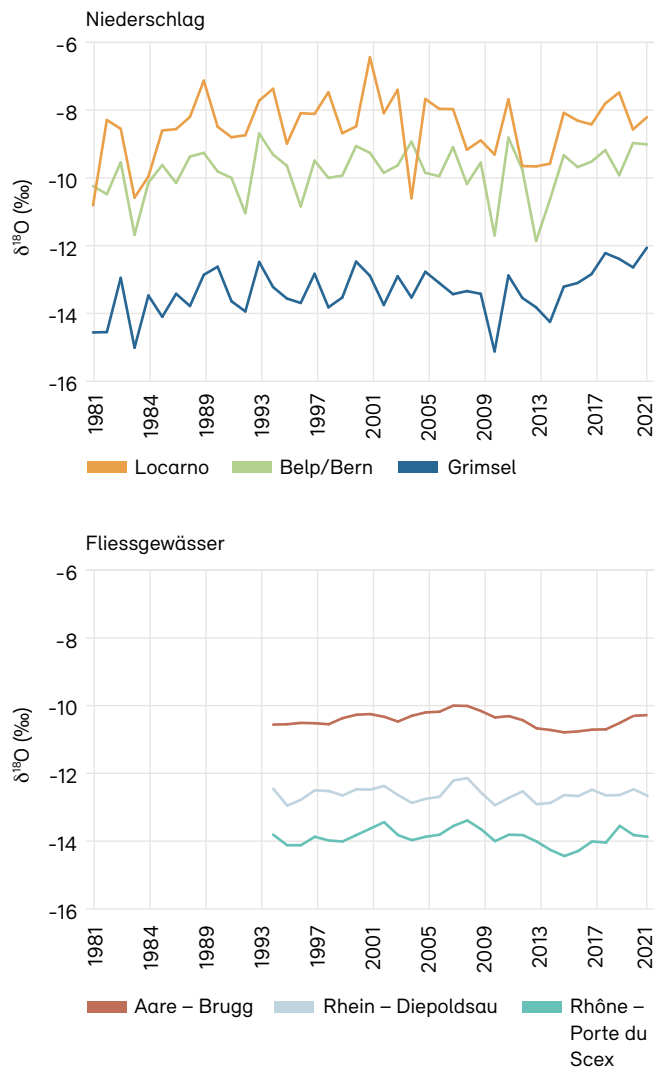 Niederschlag
-6
-8
-10
-12
-14
-16
δ¹⁸O (‰)
1981 1984 1989 1993 1997 2001 2005 2009 2013 2017 2021
Locarno Belp/Bern Grimsel
Fliessgewässer
-6
-8
-10
-12
-14
-16
δ¹⁸O (‰)
1981 1984 1989 1993 1997 2001 2005 2009 2013 2017 2021
Aare – Brugg Rhein – Diepoldsau Rhône –
Porte du
Scex